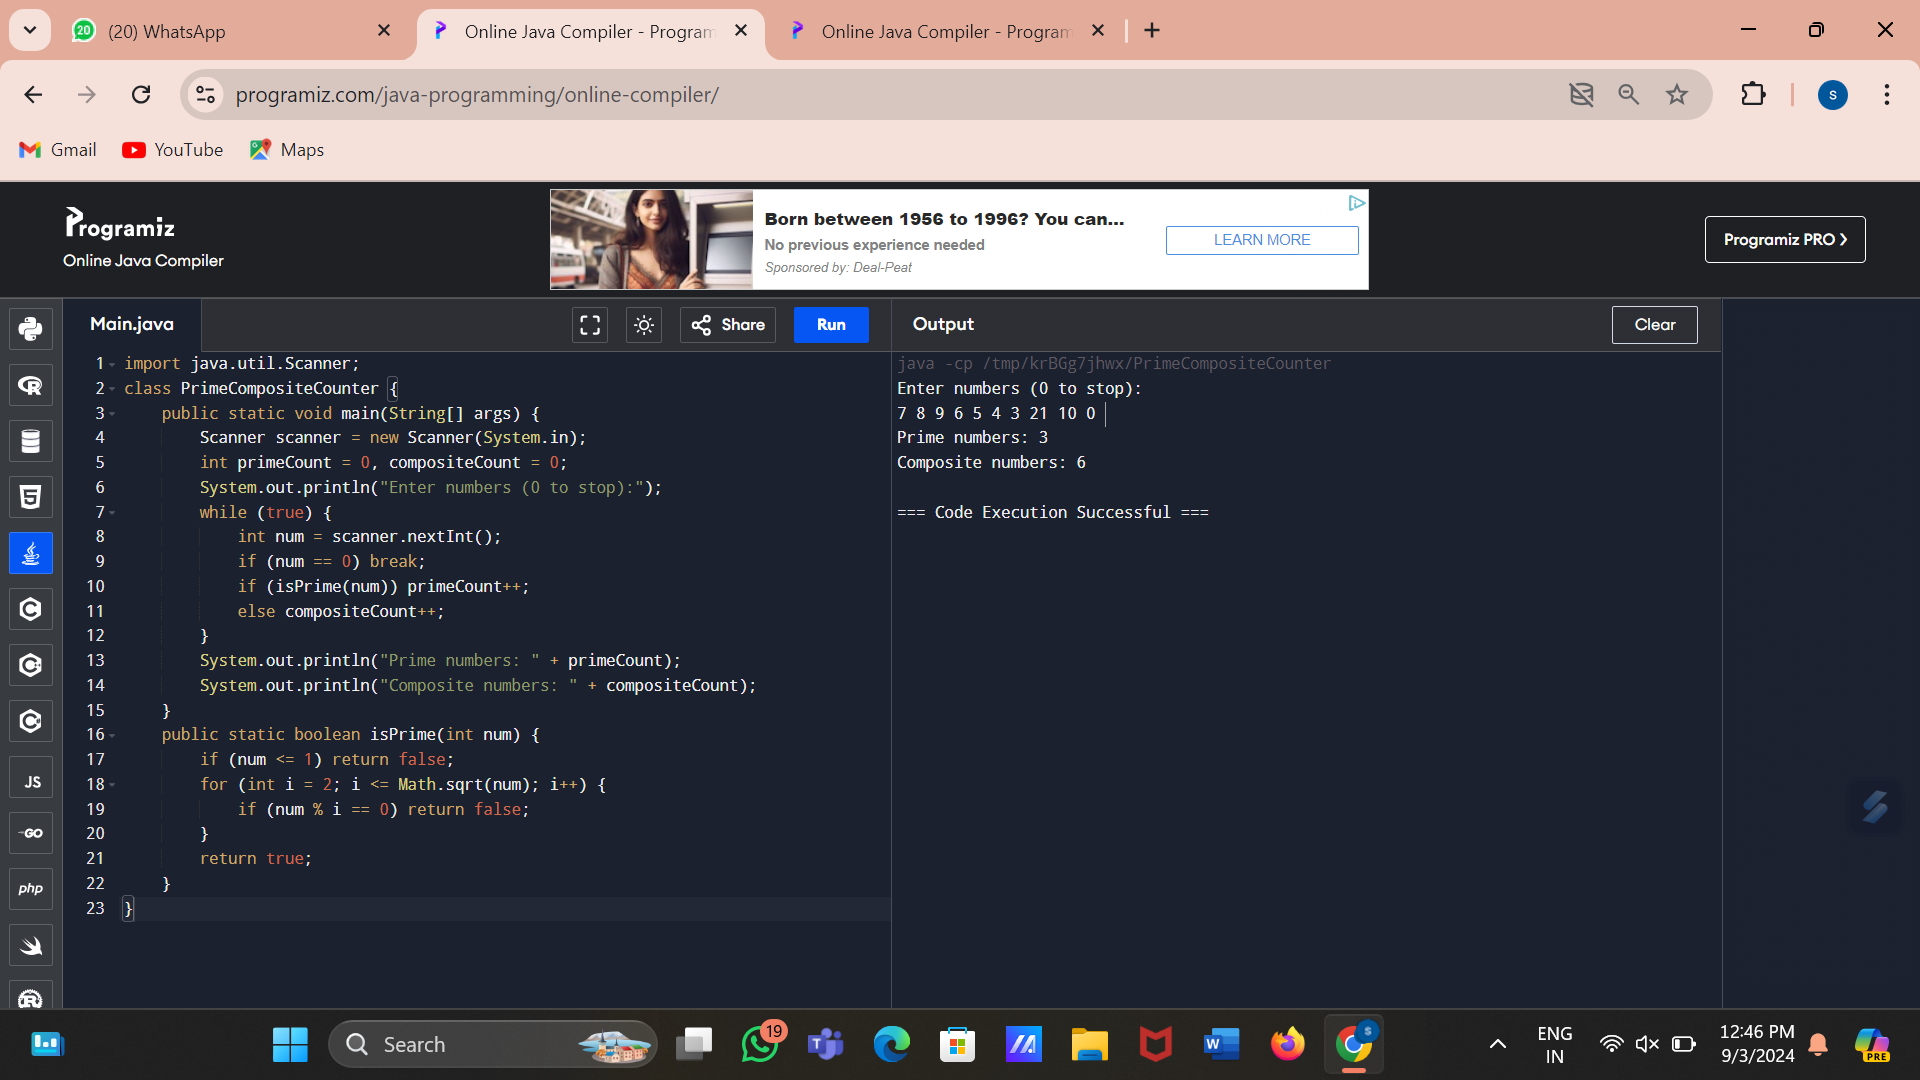 (20) WhatsApp
Online Java Compiler - Program
Online Java Compiler - Program
programiz.com/java-programming/online-compiler/
S
Gmail
YouTube
Maps
Programiz
Online Java Compiler
Born between 1956 to 1996? You can...
No previous experience needed
Sponsored by: Deal-Peat
LEARN MORE
Programiz PRO ❯
Main.java
Share
Run
Output
Clear
1 import java.util.Scanner;
2 class PrimeCompositeCounter {
3     public static void main(String[] args) {
4         Scanner scanner = new Scanner(System.in);
5         int primeCount = 0, compositeCount = 0;
6         System.out.println("Enter numbers (0 to stop):");
7         while (true) {
8             int num = scanner.nextInt();
9             if (num == 0) break;
10             if (isPrime(num)) primeCount++;
11             else compositeCount++;
12         }
13         System.out.println("Prime numbers: " + primeCount);
14         System.out.println("Composite numbers: " + compositeCount);
15     }
16     public static boolean isPrime(int num) {
17         if (num <= 1) return false;
18         for (int i = 2; i <= Math.sqrt(num); i++) {
19             if (num % i == 0) return false;
20         }
21         return true;
22     }
23 }
java -cp /tmp/krBGg7jhwx/PrimeCompositeCounter
Enter numbers (0 to stop):
7 8 9 6 5 4 3 21 10 0
Prime numbers: 3
Composite numbers: 6
=== Code Execution Successful ===
JS
GO
php
Search
19
ENG
IN
12:46 PM
9/3/2024
PRE